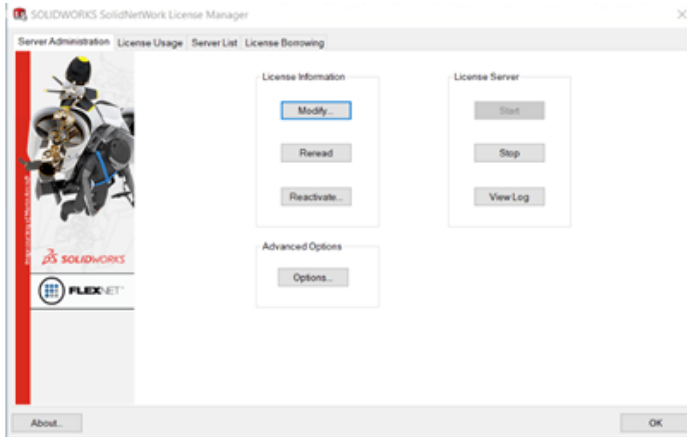 SOLIDWORKS SolidNetWork License Manager
Server Administration License Usage Server List License Borrowing
License Information
Modify...
Reread
Reactivate...
License Server
Start
Stop
View Log
Advanced Options
Options...
SOLIDWORKS
FLEXNET
About...
OK